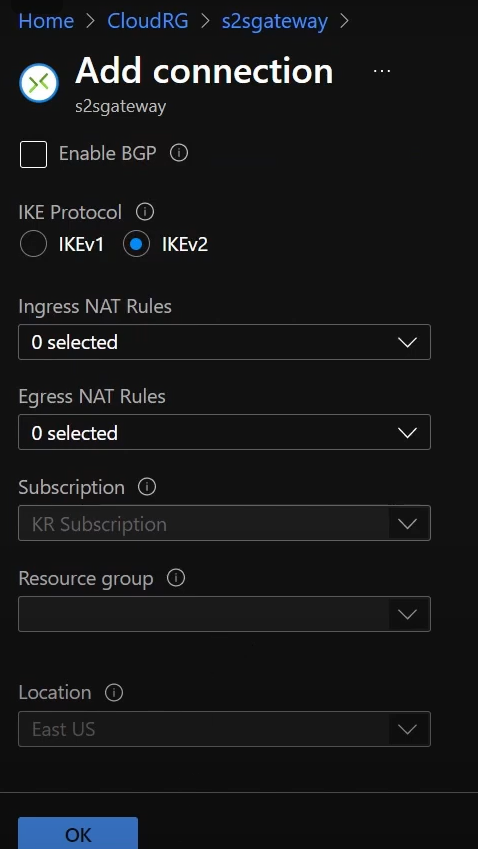 Home > CloudRG > s2sgateway >
Add connection ...
s2sgateway
Enable BGP
IKE Protocol
IKEv1 IKEv2
Ingress NAT Rules
0 selected
Egress NAT Rules
0 selected
Subscription
KR Subscription
Resource group
Location
East US
OK